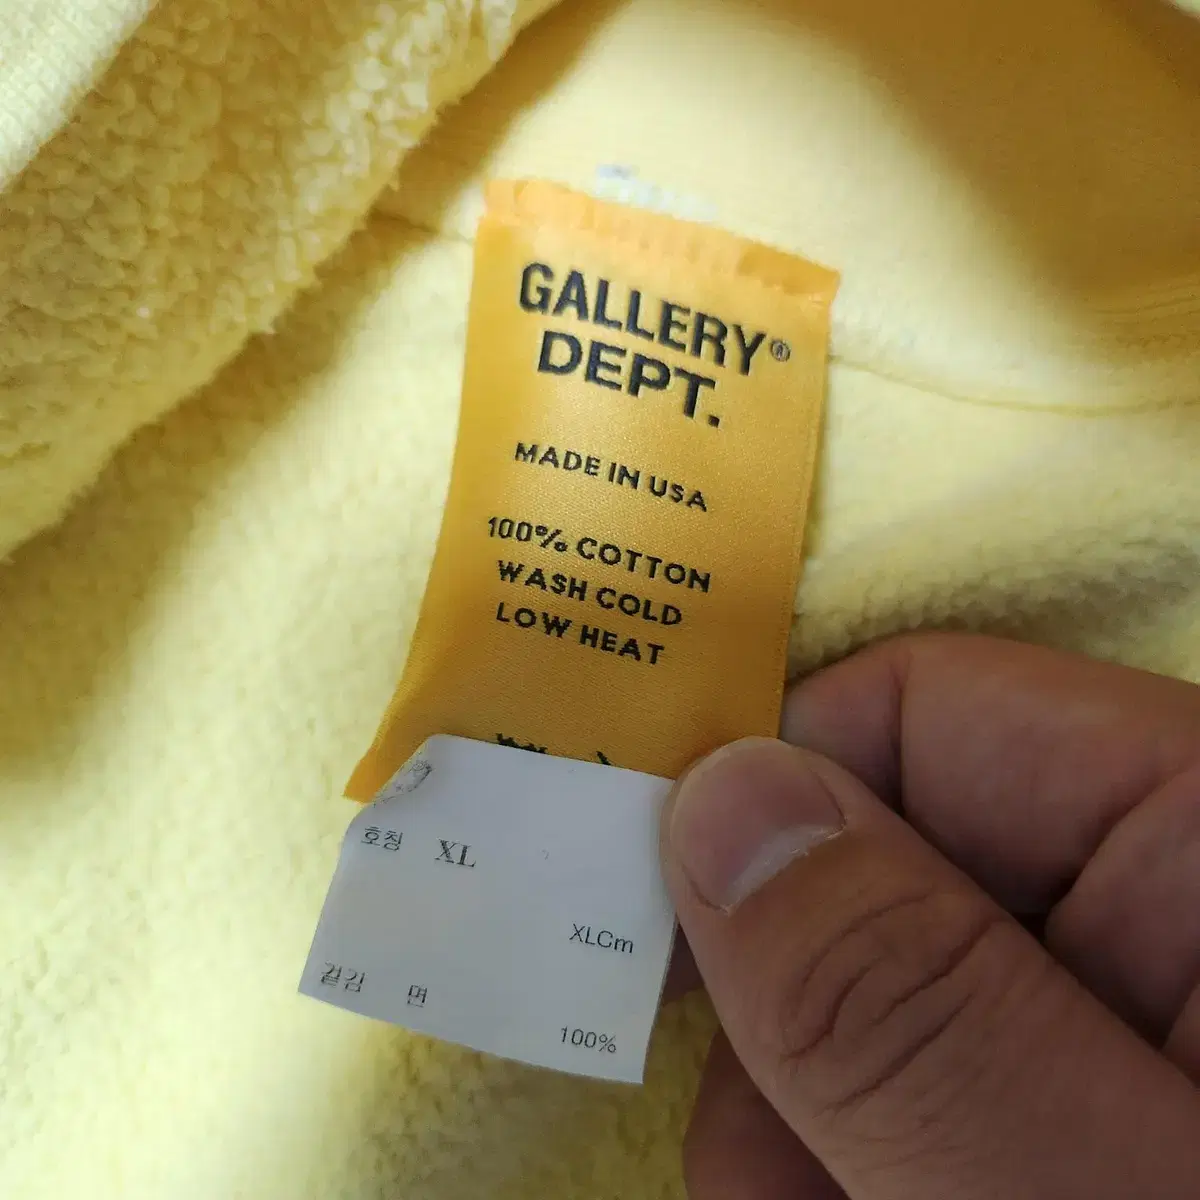 GALLERY®
DEPT.
MADE IN USA
100% COTTON
WASH COLD
LOW HEAT
호칭 XL
XLCm
겉감 면
100%